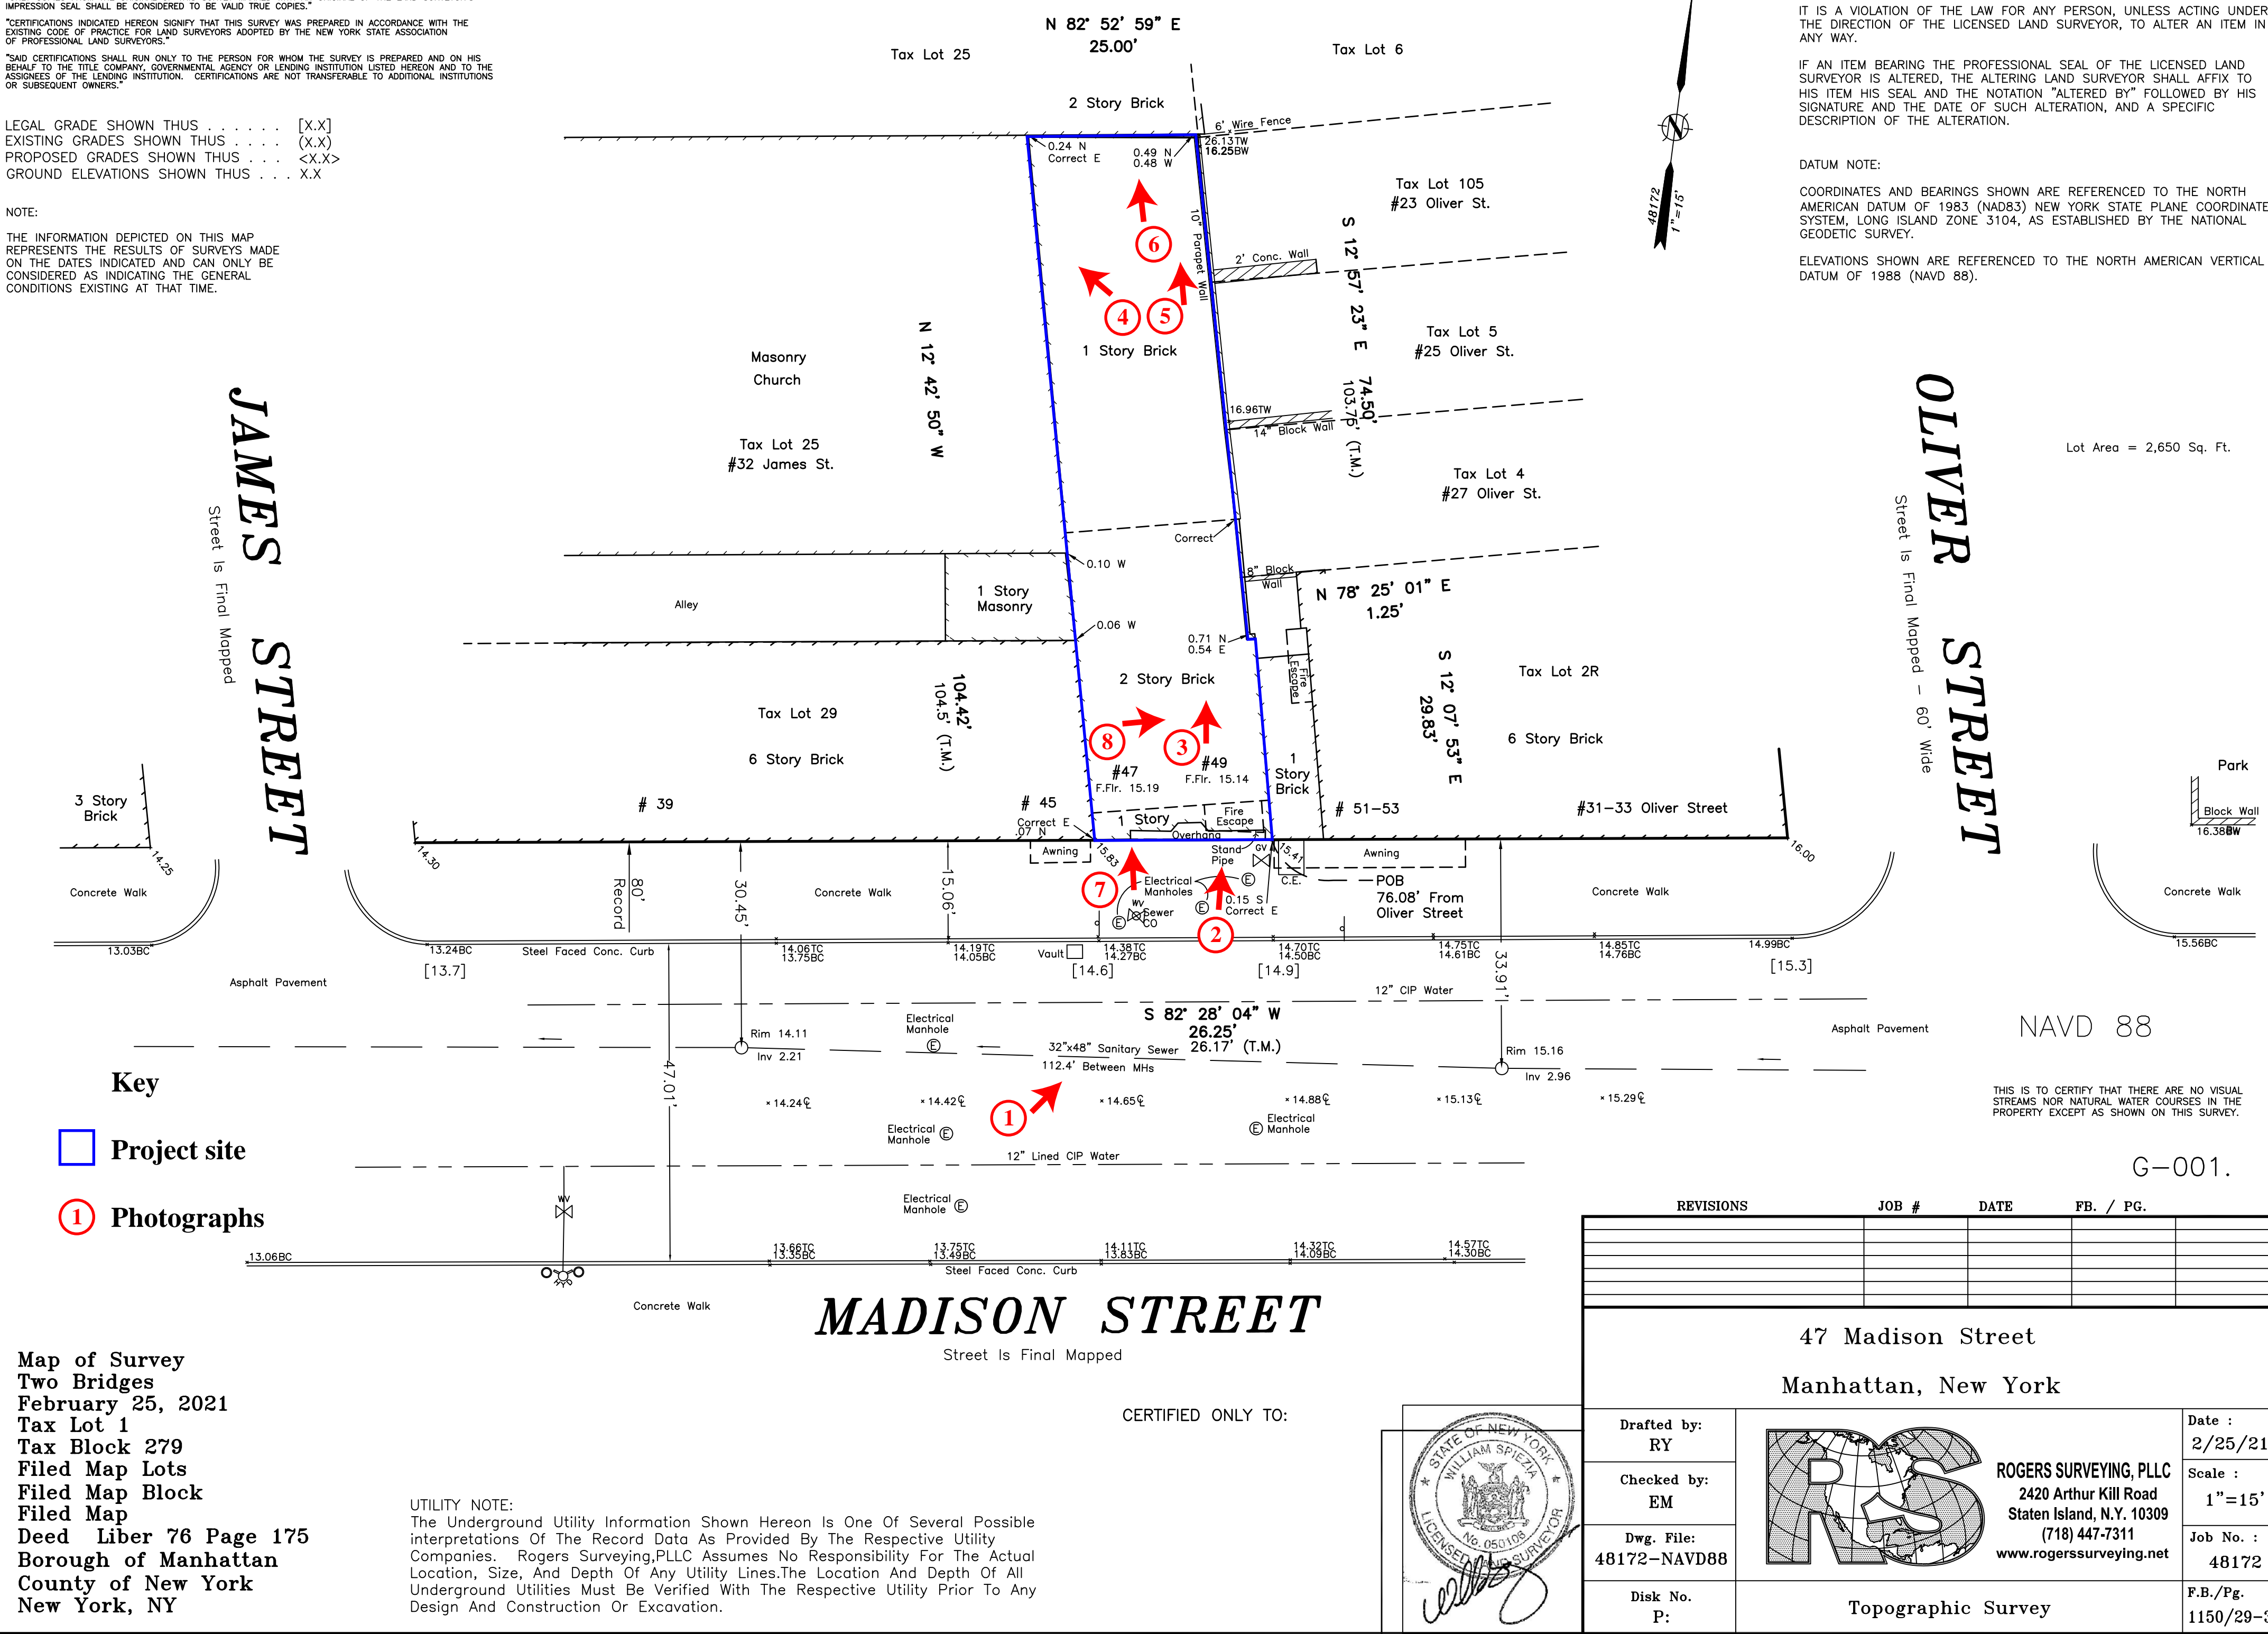 IMPRESSION SEAL SHALL BE CONSIDERED TO BE VALID TRUE COPIES."
"CERTIFICATIONS INDICATED HEREON SIGNIFY THAT THIS SURVEY WAS PREPARED IN ACCORDANCE WITH THE
EXISTING CODE OF PRACTICE FOR LAND SURVEYORS ADOPTED BY THE NEW YORK STATE ASSOCIATION
OF PROFESSIONAL LAND SURVEYORS."
"SAID CERTIFICATIONS SHALL RUN ONLY TO THE PERSON FOR WHOM THE SURVEY IS PREPARED AND ON HIS
BEHALF TO THE TITLE COMPANY, GOVERNMENTAL AGENCY OR LENDING INSTITUTION LISTED HEREON AND TO THE
ASSIGNEES OF THE LENDING INSTITUTION. CERTIFICATIONS ARE NOT TRANSFERABLE TO ADDITIONAL INSTITUTIONS
OR SUBSEQUENT OWNERS."
LEGAL GRADE SHOWN THUS . . . . . . [X.X]
EXISTING GRADES SHOWN THUS . . . . (X.X)
PROPOSED GRADES SHOWN THUS . . . <X.X>
GROUND ELEVATIONS SHOWN THUS . . . X.X
NOTE:
THE INFORMATION DEPICTED ON THIS MAP
REPRESENTS THE RESULTS OF SURVEYS MADE
ON THE DATES INDICATED AND CAN ONLY BE
CONSIDERED AS INDICATING THE GENERAL
CONDITIONS EXISTING AT THAT TIME.
IT IS A VIOLATION OF THE LAW FOR ANY PERSON, UNLESS ACTING UNDER
THE DIRECTION OF THE LICENSED LAND SURVEYOR, TO ALTER AN ITEM IN
ANY WAY.
IF AN ITEM BEARING THE PROFESSIONAL SEAL OF THE LICENSED LAND
SURVEYOR IS ALTERED, THE ALTERING LAND SURVEYOR SHALL AFFIX TO
HIS ITEM HIS SEAL AND THE NOTATION "ALTERED BY" FOLLOWED BY HIS
SIGNATURE AND THE DATE OF SUCH ALTERATION, AND A SPECIFIC
DESCRIPTION OF THE ALTERATION.
DATUM NOTE:
COORDINATES AND BEARINGS SHOWN ARE REFERENCED TO THE NORTH
AMERICAN DATUM OF 1983 (NAD83) NEW YORK STATE PLANE COORDINATE
SYSTEM, LONG ISLAND ZONE 3104, AS ESTABLISHED BY THE NATIONAL
GEODETIC SURVEY.
ELEVATIONS SHOWN ARE REFERENCED TO THE NORTH AMERICAN VERTICAL
DATUM OF 1988 (NAVD 88).
N 82° 52' 59" E
25.00'
Tax Lot 25
Tax Lot 6
2 Story Brick
6' Wire Fence
26.13TW
16.25BW
0.24 N
Correct E
0.49 N
0.48 W
N
48172
1"=15'
Tax Lot 105
#23 Oliver St.
10" Parapet Wall
6
2' Conc. Wall
4
5
1 Story Brick
S 12° 57' 23" E 74.50'
103.75' (T.M.)
Tax Lot 5
#25 Oliver St.
Masonry
Church
N 12° 42' 50" W
104.42'
104.5' (T.M.)
Tax Lot 25
#32 James St.
16.96TW
14" Block Wall
Tax Lot 4
#27 Oliver St.
JAMES STREET
Street Is Final Mapped
OLIVER STREET
Street Is Final Mapped – 60' Wide
Lot Area = 2,650 Sq. Ft.
Correct
0.10 W
8" Block
Wall
N 78° 25' 01" E
1.25'
1 Story
Masonry
Alley
0.06 W
0.71 N
0.54 E
2 Story Brick
Fire
Escape
S 12° 07' 53" E
29.83'
Tax Lot 2R
6 Story Brick
Tax Lot 29
6 Story Brick
8
3
#47
F.Flr. 15.19
#49
F.Flr. 15.14
1
Story
Brick
Park
Block Wall
16.38BW
3 Story
Brick
14.25
# 39
# 45
Correct E
.07 N
1 Story
Fire
Escape
Overhang
# 51-53
#31-33 Oliver Street
14.30
Awning
15.83
Stand
Pipe
GV
15.41
C.E.
Awning
16.00
Concrete Walk
80'
Record
30.45'
Concrete Walk
15.06'
7
Electrical
Manholes
E
E
E
WV
Sewer
CO
0.15 S
Correct E
2
POB
76.08' From
Oliver Street
Concrete Walk
Concrete Walk
13.03BC
13.24BC
Steel Faced Conc. Curb
14.06TC
13.75BC
14.19TC
14.05BC
Vault
14.38TC
14.27BC
14.70TC
14.50BC
14.75TC
14.61BC
14.85TC
14.76BC
14.99BC
15.56BC
[13.7]
[14.6]
[14.9]
[15.3]
33.91'
Asphalt Pavement
12" CIP Water
S 82° 28' 04" W
26.25'
26.17' (T.M.)
Electrical
Manhole
E
Rim 14.11
Inv 2.21
32"x48" Sanitary Sewer
112.4' Between MHs
Rim 15.16
Inv 2.96
Asphalt Pavement
NAVD 88
47.01'
14.24℄
14.42℄
14.65℄
14.88℄
15.13℄
15.29℄
1
Electrical
Manhole
E
Electrical
Manhole
E
12" Lined CIP Water
Electrical
Manhole
E
WV
13.06BC
13.66TC
13.35BC
13.75TC
13.49BC
14.11TC
13.83BC
14.32TC
14.09BC
14.57TC
14.30BC
Steel Faced Conc. Curb
HYD
Concrete Walk
MADISON STREET
Street Is Final Mapped
Key
Project site
1
Photographs
THIS IS TO CERTIFY THAT THERE ARE NO VISUAL
STREAMS NOR NATURAL WATER COURSES IN THE
PROPERTY EXCEPT AS SHOWN ON THIS SURVEY.
G-001.
Map of Survey
Two Bridges
February 25, 2021
Tax Lot 1
Tax Block 279
Filed Map Lots
Filed Map Block
Filed Map
Deed Liber 76 Page 175
Borough of Manhattan
County of New York
New York, NY
UTILITY NOTE:
The Underground Utility Information Shown Hereon Is One Of Several Possible
interpretations Of The Record Data As Provided By The Respective Utility
Companies. Rogers Surveying,PLLC Assumes No Responsibility For The Actual
Location, Size, And Depth Of Any Utility Lines.The Location And Depth Of All
Underground Utilities Must Be Verified With The Respective Utility Prior To Any
Design And Construction Or Excavation.
CERTIFIED ONLY TO:
STATE OF NEW YORK
WILLIAM SPIEZIA
No. 050106
LICENSED LAND SURVEYOR
REVISIONS JOB # DATE FB. / PG.
47 Madison Street
Manhattan, New York
Drafted by:
RY
Checked by:
EM
Dwg. File:
48172-NAVD88
Disk No.
P:
RS
ROGERS SURVEYING, PLLC
2420 Arthur Kill Road
Staten Island, N.Y. 10309
(718) 447-7311
www.rogerssurveying.net
Topographic Survey
Date :
2/25/21
Scale :
1"=15'
Job No. :
48172
F.B./Pg.
1150/29-3